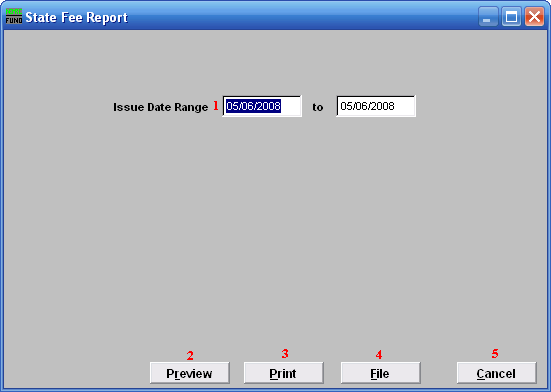 State Fee Report
FUND
Issue Date Range 1 05/06/2008 to 05/06/2008
2 3 4 5
Preview Print File Cancel